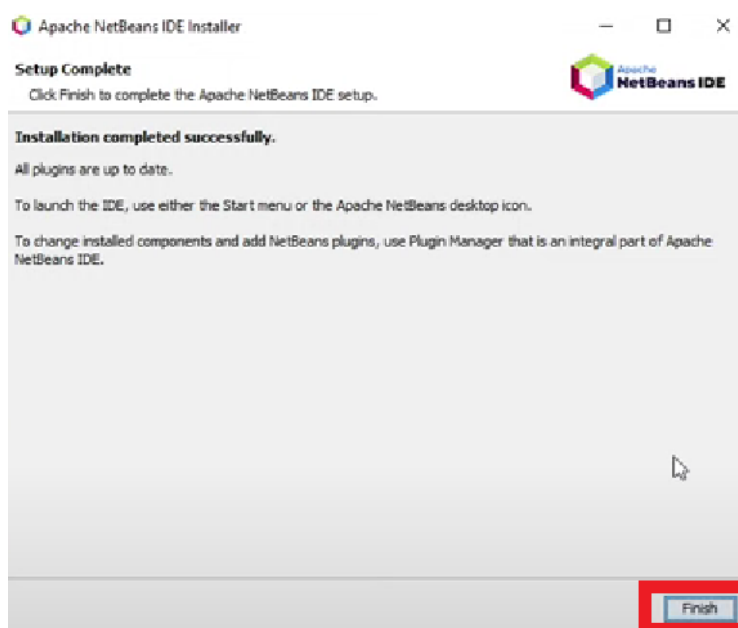 Apache NetBeans IDE Installer
Setup Complete
Click Finish to complete the Apache NetBeans IDE setup.
Apache
NetBeans IDE
Installation completed successfully.
All plugins are up to date.
To launch the IDE, use either the Start menu or the Apache NetBeans desktop icon.
To change installed components and add NetBeans plugins, use Plugin Manager that is an integral part of Apache
NetBeans IDE.
Finish